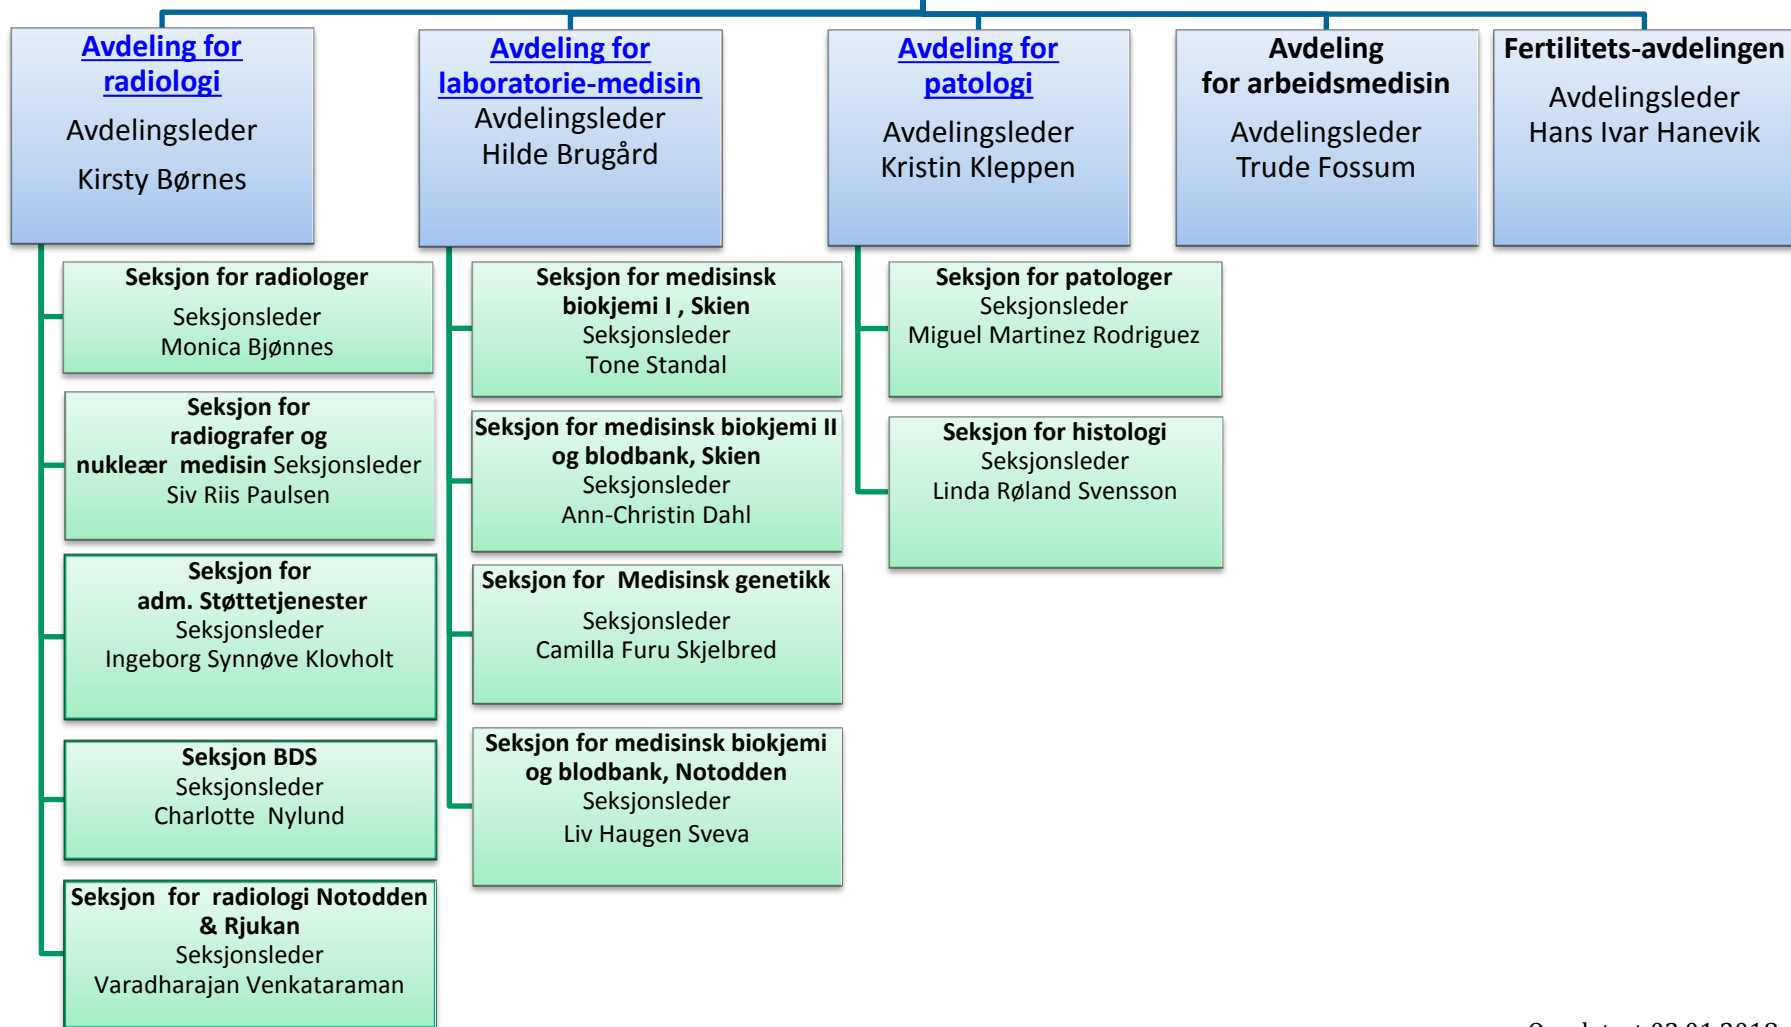 Avdeling for
radiologi
Avdelingsleder
Kirsty Børnes
Avdeling for
laboratorie-medisin
Avdelingsleder
Hilde Brugård
Avdeling for
patologi
Avdelingsleder
Kristin Kleppen
Avdeling
for arbeidsmedisin
Avdelingsleder
Trude Fossum
Fertilitets-avdelingen
Avdelingsleder
Hans Ivar Hanevik
Seksjon for radiologer
Seksjonsleder
Monica Bjønnes
Seksjon for
radiografer og
nukleær medisin Seksjonsleder
Siv Riis Paulsen
Seksjon for
adm. Støttetjenester
Seksjonsleder
Ingeborg Synnøve Klovholt
Seksjon BDS
Seksjonsleder
Charlotte Nylund
Seksjon for radiologi Notodden
& Rjukan
Seksjonsleder
Varadharajan Venkataraman
Seksjon for medisinsk
biokjemi I , Skien
Seksjonsleder
Tone Standal
Seksjon for medisinsk biokjemi II
og blodbank, Skien
Seksjonsleder
Ann-Christin Dahl
Seksjon for Medisinsk genetikk
Seksjonsleder
Camilla Furu Skjelbred
Seksjon for medisinsk biokjemi
og blodbank, Notodden
Seksjonsleder
Liv Haugen Sveva
Seksjon for patologer
Seksjonsleder
Miguel Martinez Rodriguez
Seksjon for histologi
Seksjonsleder
Linda Røland Svensson